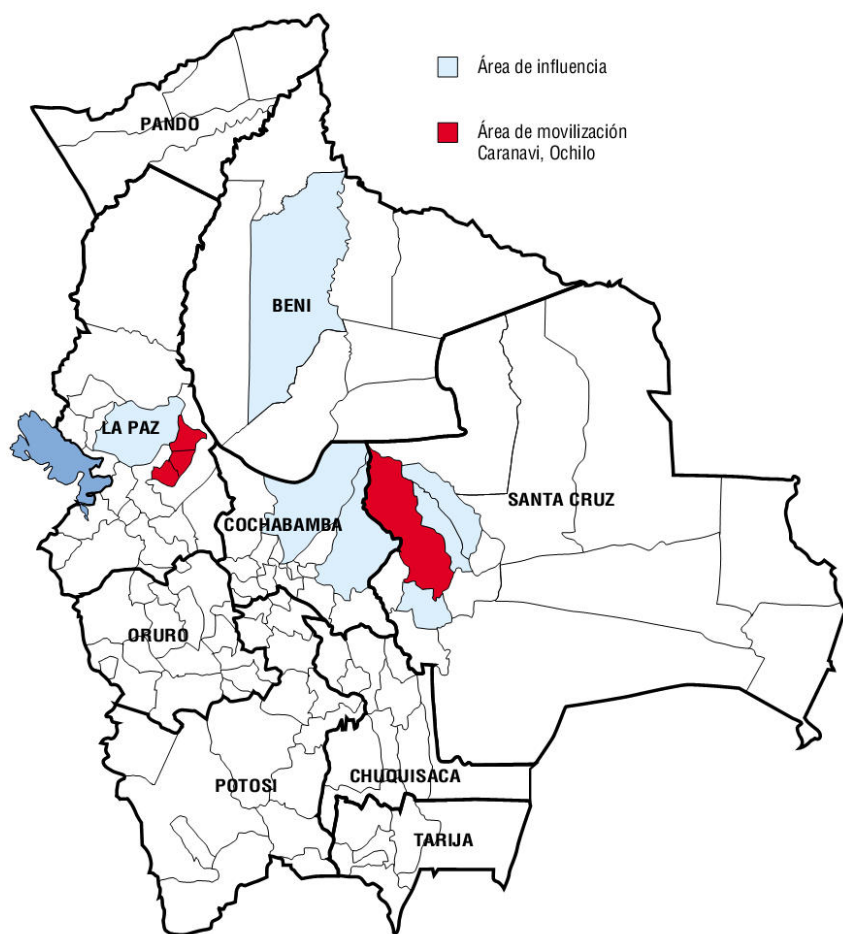 Área de influencia
Área de movilización
Caranavi, Ochilo
PANDO
BENI
LA PAZ
SANTA CRUZ
COCHABAMBA
ORURO
POTOSI
CHUQUISACA
TARIJA